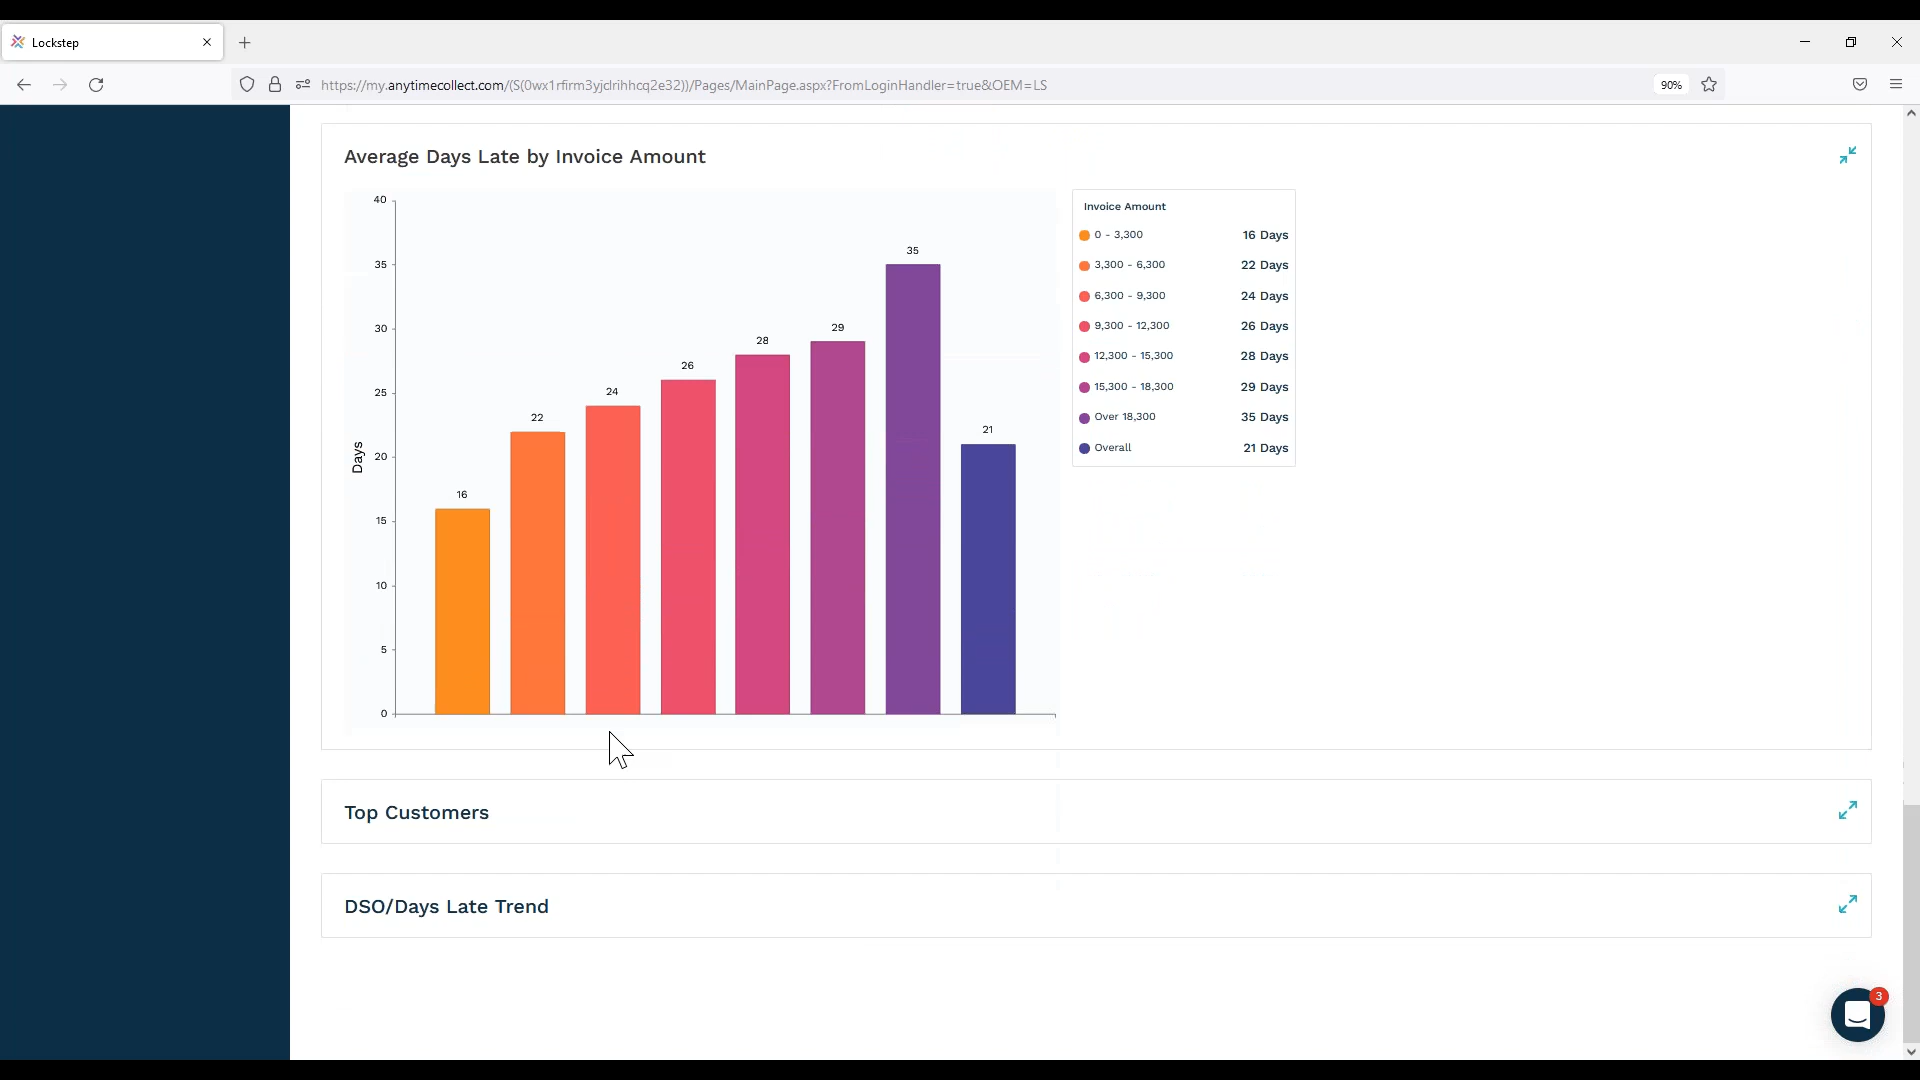 Lockstep
https://my.anytimecollect.com/(S(0wx1rfirm3yjclrihhcq2e32))/Pages/MainPage.aspx?FromLoginHandler=true&OEM=LS
90%
Average Days Late by Invoice Amount
40
35
30
25
20
15
10
5
0
Days
16
22
24
26
28
29
35
21
Invoice Amount
0 - 3,300 16 Days
3,300 - 6,300 22 Days
6,300 - 9,300 24 Days
9,300 - 12,300 26 Days
12,300 - 15,300 28 Days
15,300 - 18,300 29 Days
Over 18,300 35 Days
Overall 21 Days
Top Customers
DSO/Days Late Trend
3